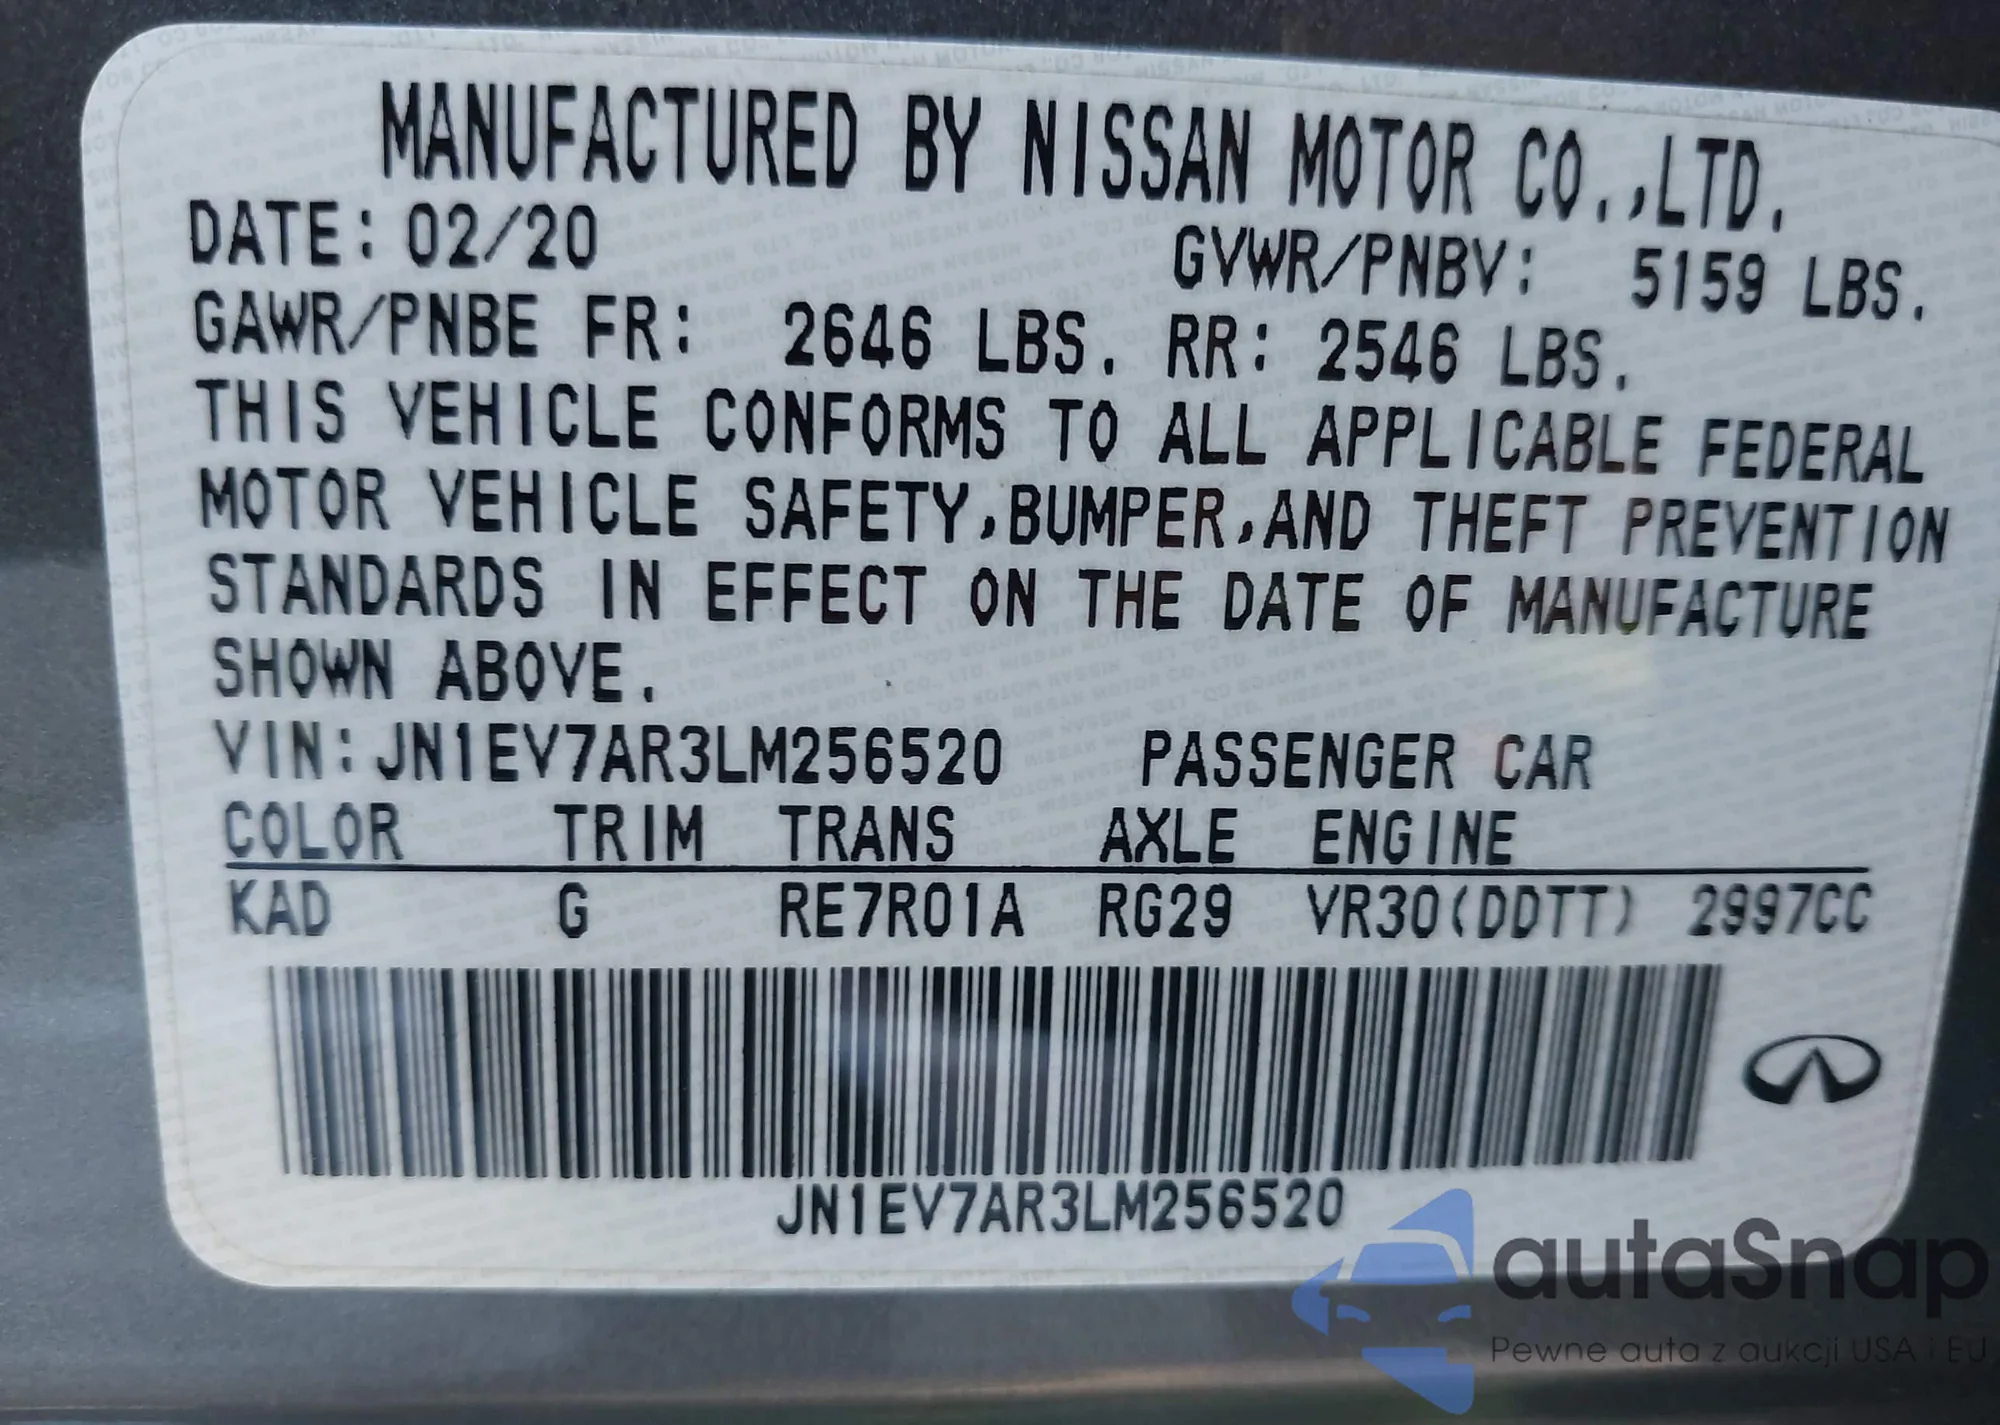 MANUFACTURED BY NISSAN MOTOR CO.,LTD.
DATE: 02/20 GVWR/PNBV: 5159 LBS.
GAWR/PNBE FR: 2646 LBS. RR: 2546 LBS.
THIS VEHICLE CONFORMS TO ALL APPLICABLE FEDERAL
MOTOR VEHICLE SAFETY,BUMPER,AND THEFT PREVENTION
STANDARDS IN EFFECT ON THE DATE OF MANUFACTURE
SHOWN ABOVE.
VIN:JN1EV7AR3LM256520 PASSENGER CAR
COLOR TRIM TRANS AXLE ENGINE
KAD G RE7R01A RG29 VR30(DDTT) 2997CC
JN1EV7AR3LM256520
autaSnap
Pewne auta z aukcji USA i EU